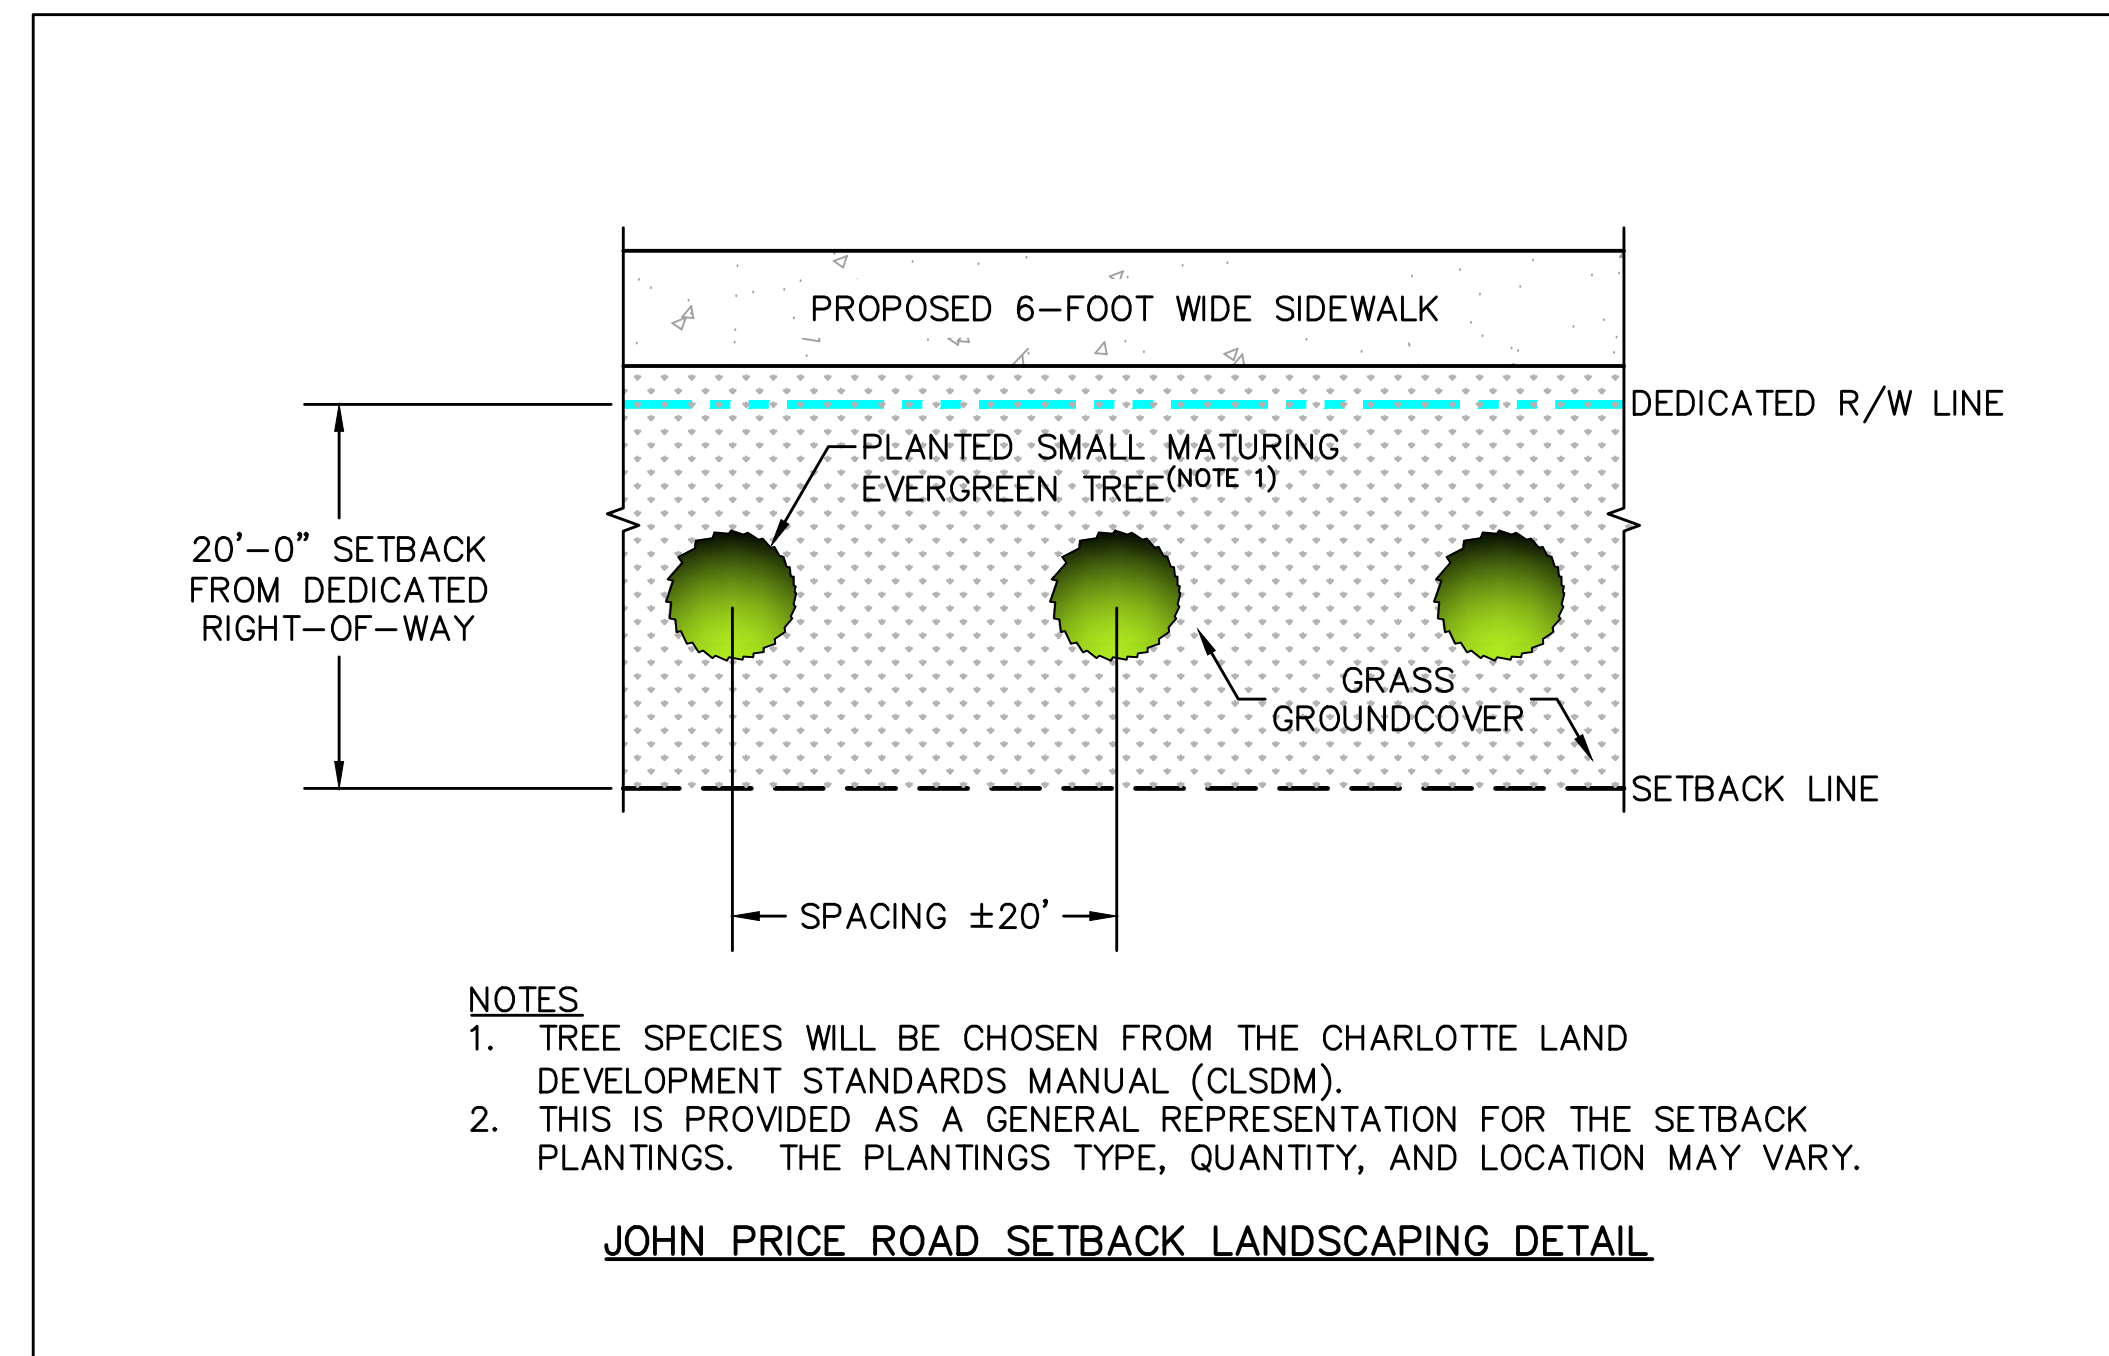 PROPOSED 6-FOOT WIDE SIDEWALK
DEDICATED R/W LINE
PLANTED SMALL MATURING
EVERGREEN TREE(NOTE 1)
20'-0" SETBACK
FROM DEDICATED
RIGHT-OF-WAY
GRASS
GROUNDCOVER
SETBACK LINE
SPACING ±20'
NOTES
1. TREE SPECIES WILL BE CHOSEN FROM THE CHARLOTTE LAND
DEVELOPMENT STANDARDS MANUAL (CLSDM).
2. THIS IS PROVIDED AS A GENERAL REPRESENTATION FOR THE SETBACK
PLANTINGS. THE PLANTINGS TYPE, QUANTITY, AND LOCATION MAY VARY.
JOHN PRICE ROAD SETBACK LANDSCAPING DETAIL